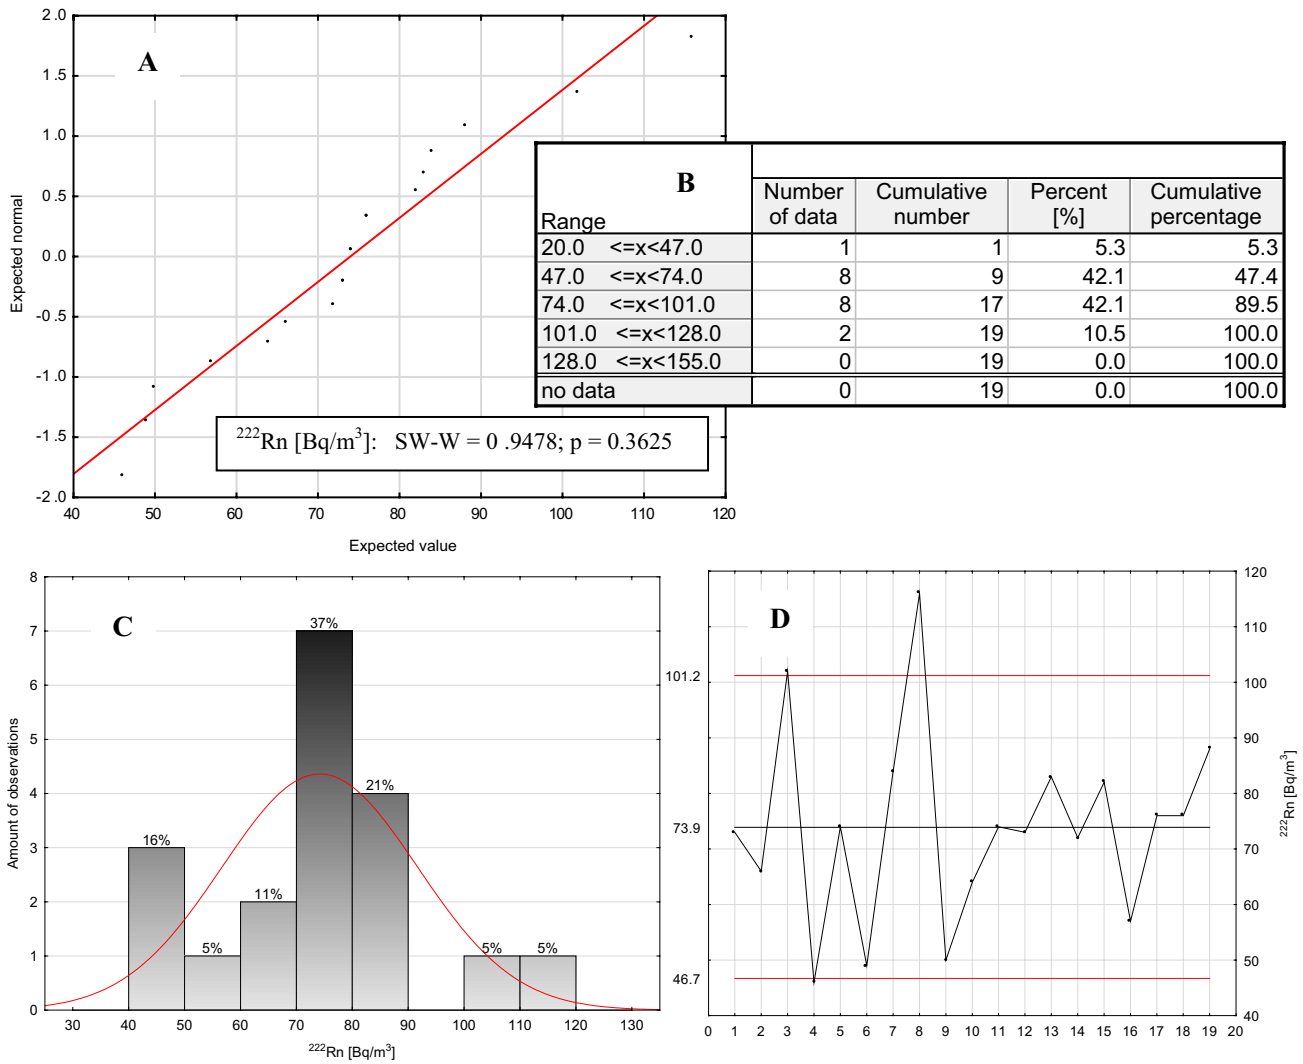 A
2.0
1.5
1.0
0.5
0.0
-0.5
-1.0
-1.5
-2.0
Expected normal
40 50 60 70 80 90 100 110 120
Expected value
²²²Rn [Bq/m³]: SW-W = 0 .9478; p = 0.3625
B
Range Number of data Cumulative number Percent [%] Cumulative percentage
20.0 <=x<47.0 1 1 5.3 5.3
47.0 <=x<74.0 8 9 42.1 47.4
74.0 <=x<101.0 8 17 42.1 89.5
101.0 <=x<128.0 2 19 10.5 100.0
128.0 <=x<155.0 0 19 0.0 100.0
no data 0 19 0.0 100.0
C
8
7
6
5
4
3
2
1
0
Amount of observations
16% 5% 11% 37% 21% 5% 5%
30 40 50 60 70 80 90 100 110 120 130
²²²Rn [Bq/m³]
D
101.2
73.9
46.7
120
110
100
90
80
70
60
50
40
²²²Rn [Bq/m³]
0 1 2 3 4 5 6 7 8 9 10 11 12 13 14 15 16 17 18 19 20